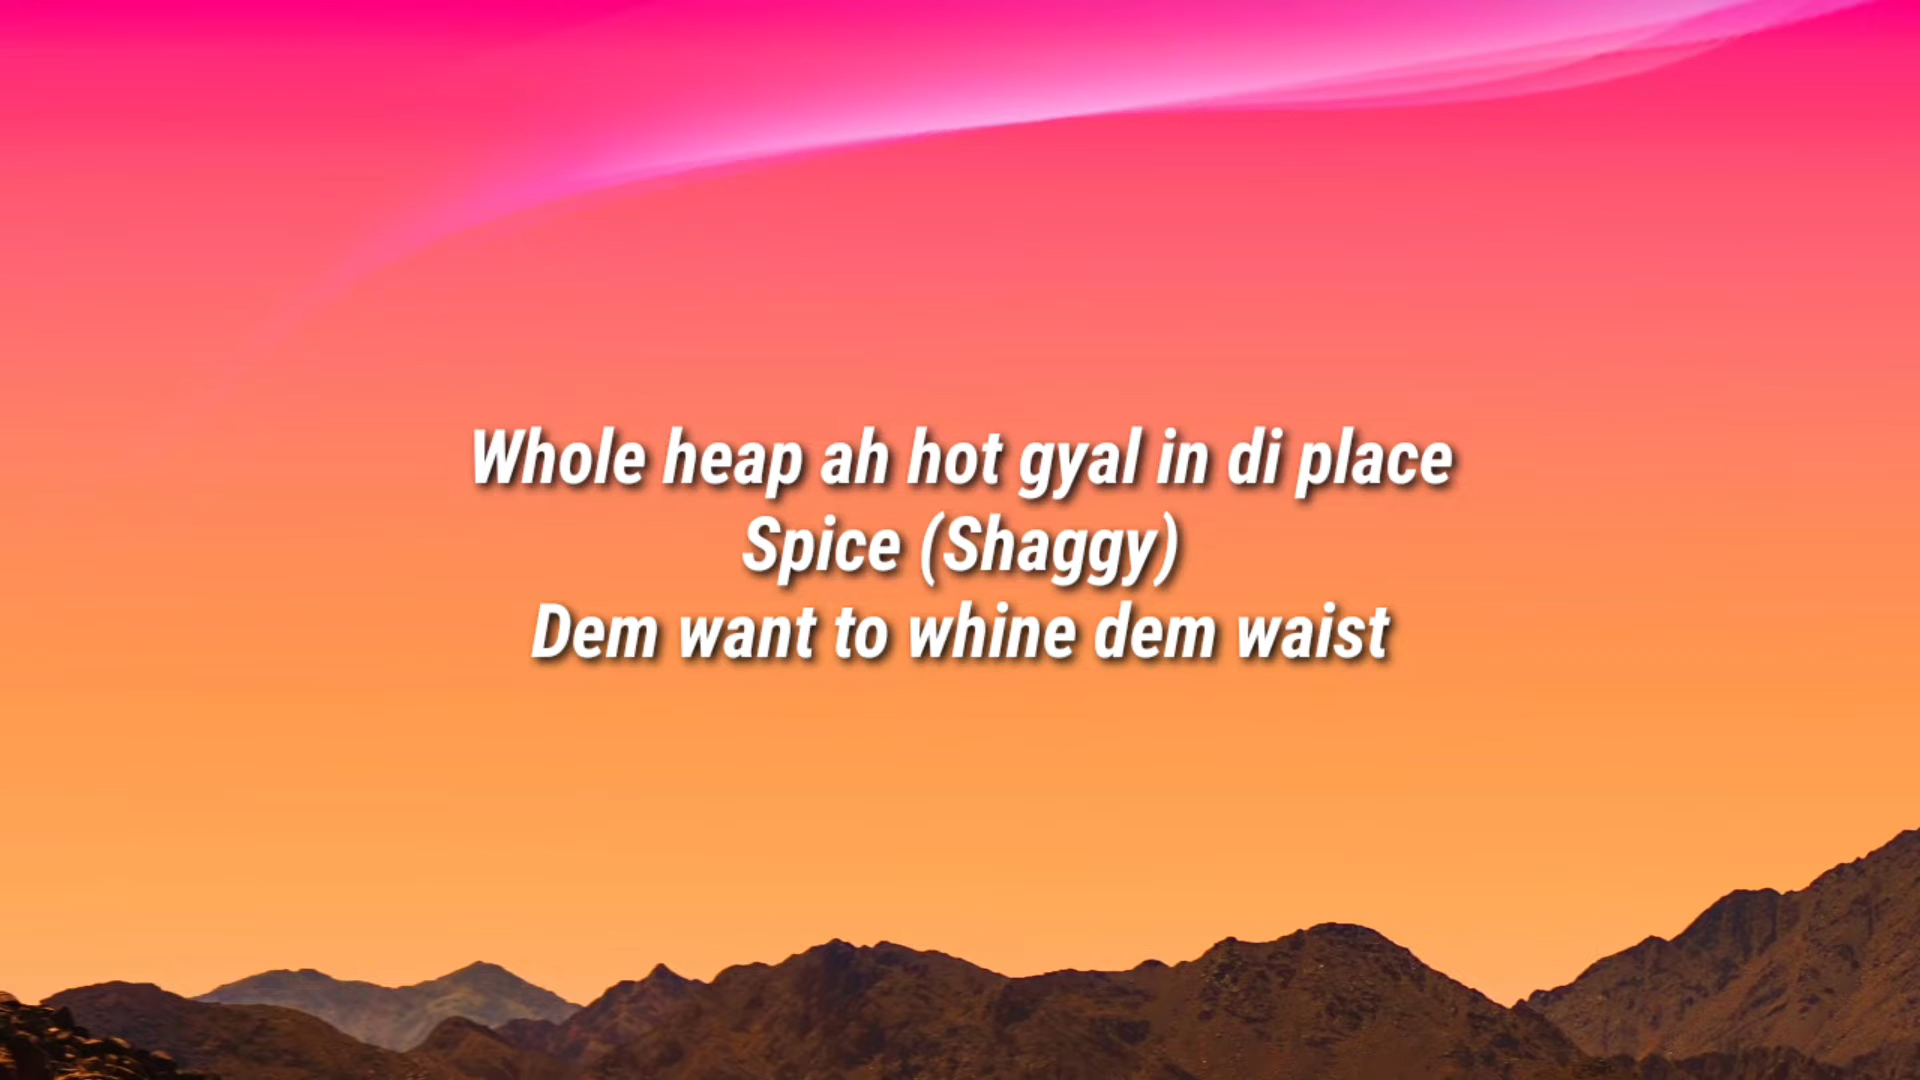 Whole heap ah hot gyal in di place
Spice (Shaggy)
Dem want to whine dem waist